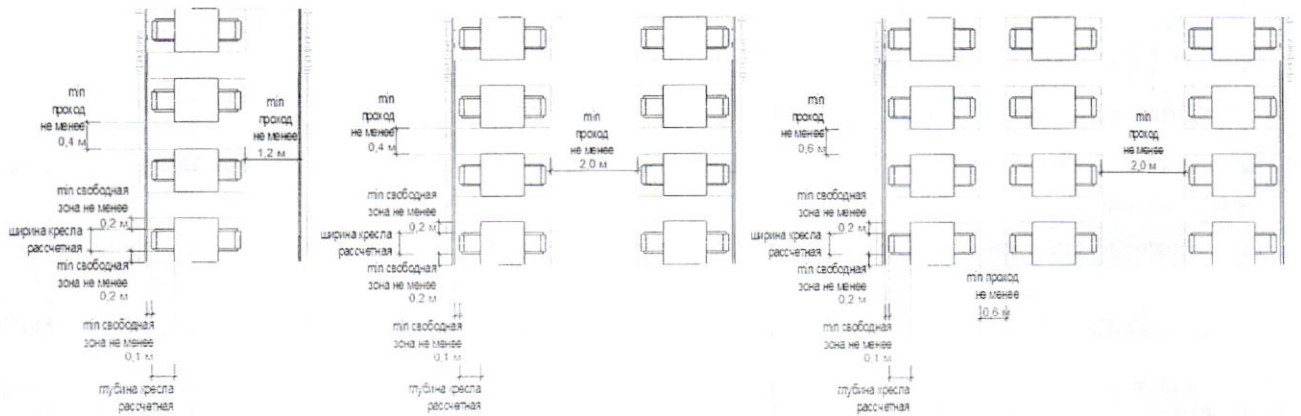 min
проход
не менее
0,4 м
min
проход
не менее
1,2 м
min свободная
зона не менее
0,2 м
ширина кресла
рассчетная
min свободная
зона не менее
0,2 м
min свободная
зона не менее
0,1 м
глубина кресла
рассчетная
min
проход
не менее
0,4 м
min
проход
не менее
2,0 м
min свободная
зона не менее
0,2 м
ширина кресла
рассчетная
min свободная
зона не менее
0,2 м
min свободная
зона не менее
0,1 м
глубина кресла
рассчетная
min
проход
не менее
0,6 м
min
проход
не менее
2,0 м
min свободная
зона не менее
0,2 м
ширина кресла
рассчетная
min свободная
зона не менее
0,2 м
min проход
не менее
0,6 м
min свободная
зона не менее
0,1 м
глубина кресла
рассчетная